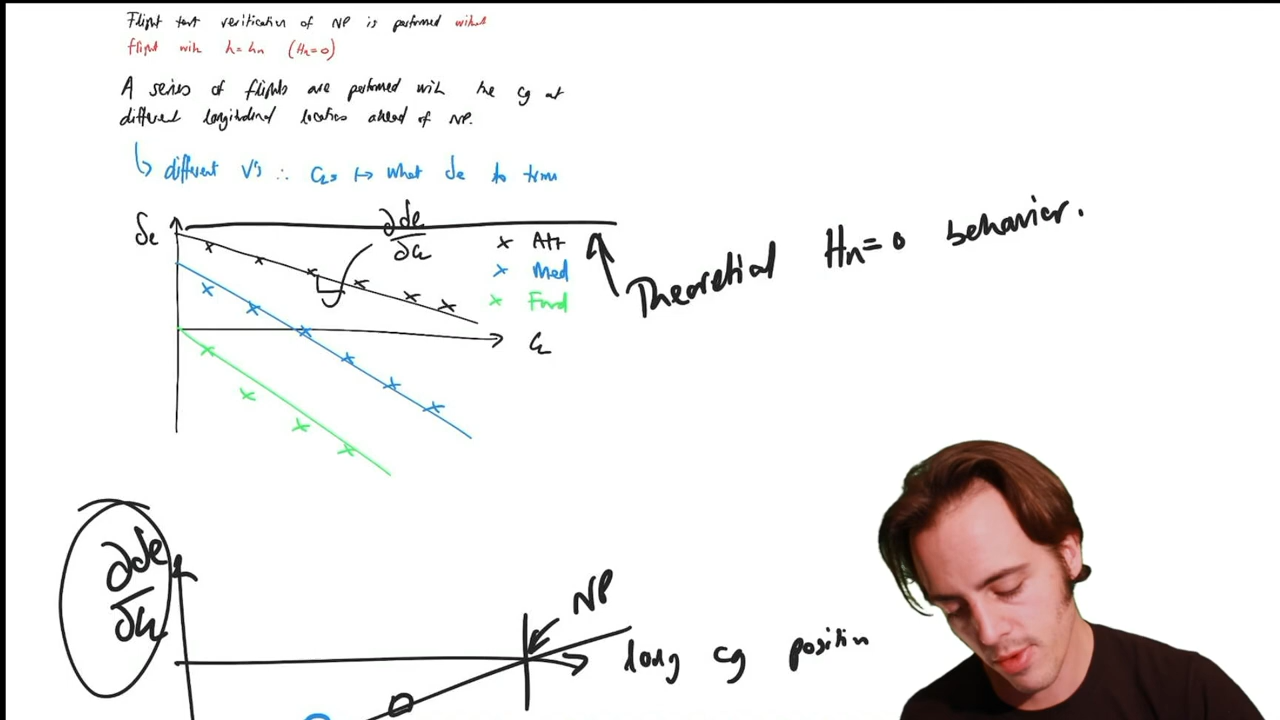 Flight test verification of NP is performed without
flight with h=hn (Hn=0)
A series of flights are performed with the cg at
different longitudinal locations ahead of NP.
↳ different V's ∴ CLs ↦ what δe to trim
δe
∂δe
∂CL
x Aft
x Med
x Fwd
CL
Theoretical Hn=0 behavior.
∂δe
∂CL
NP
long cg position